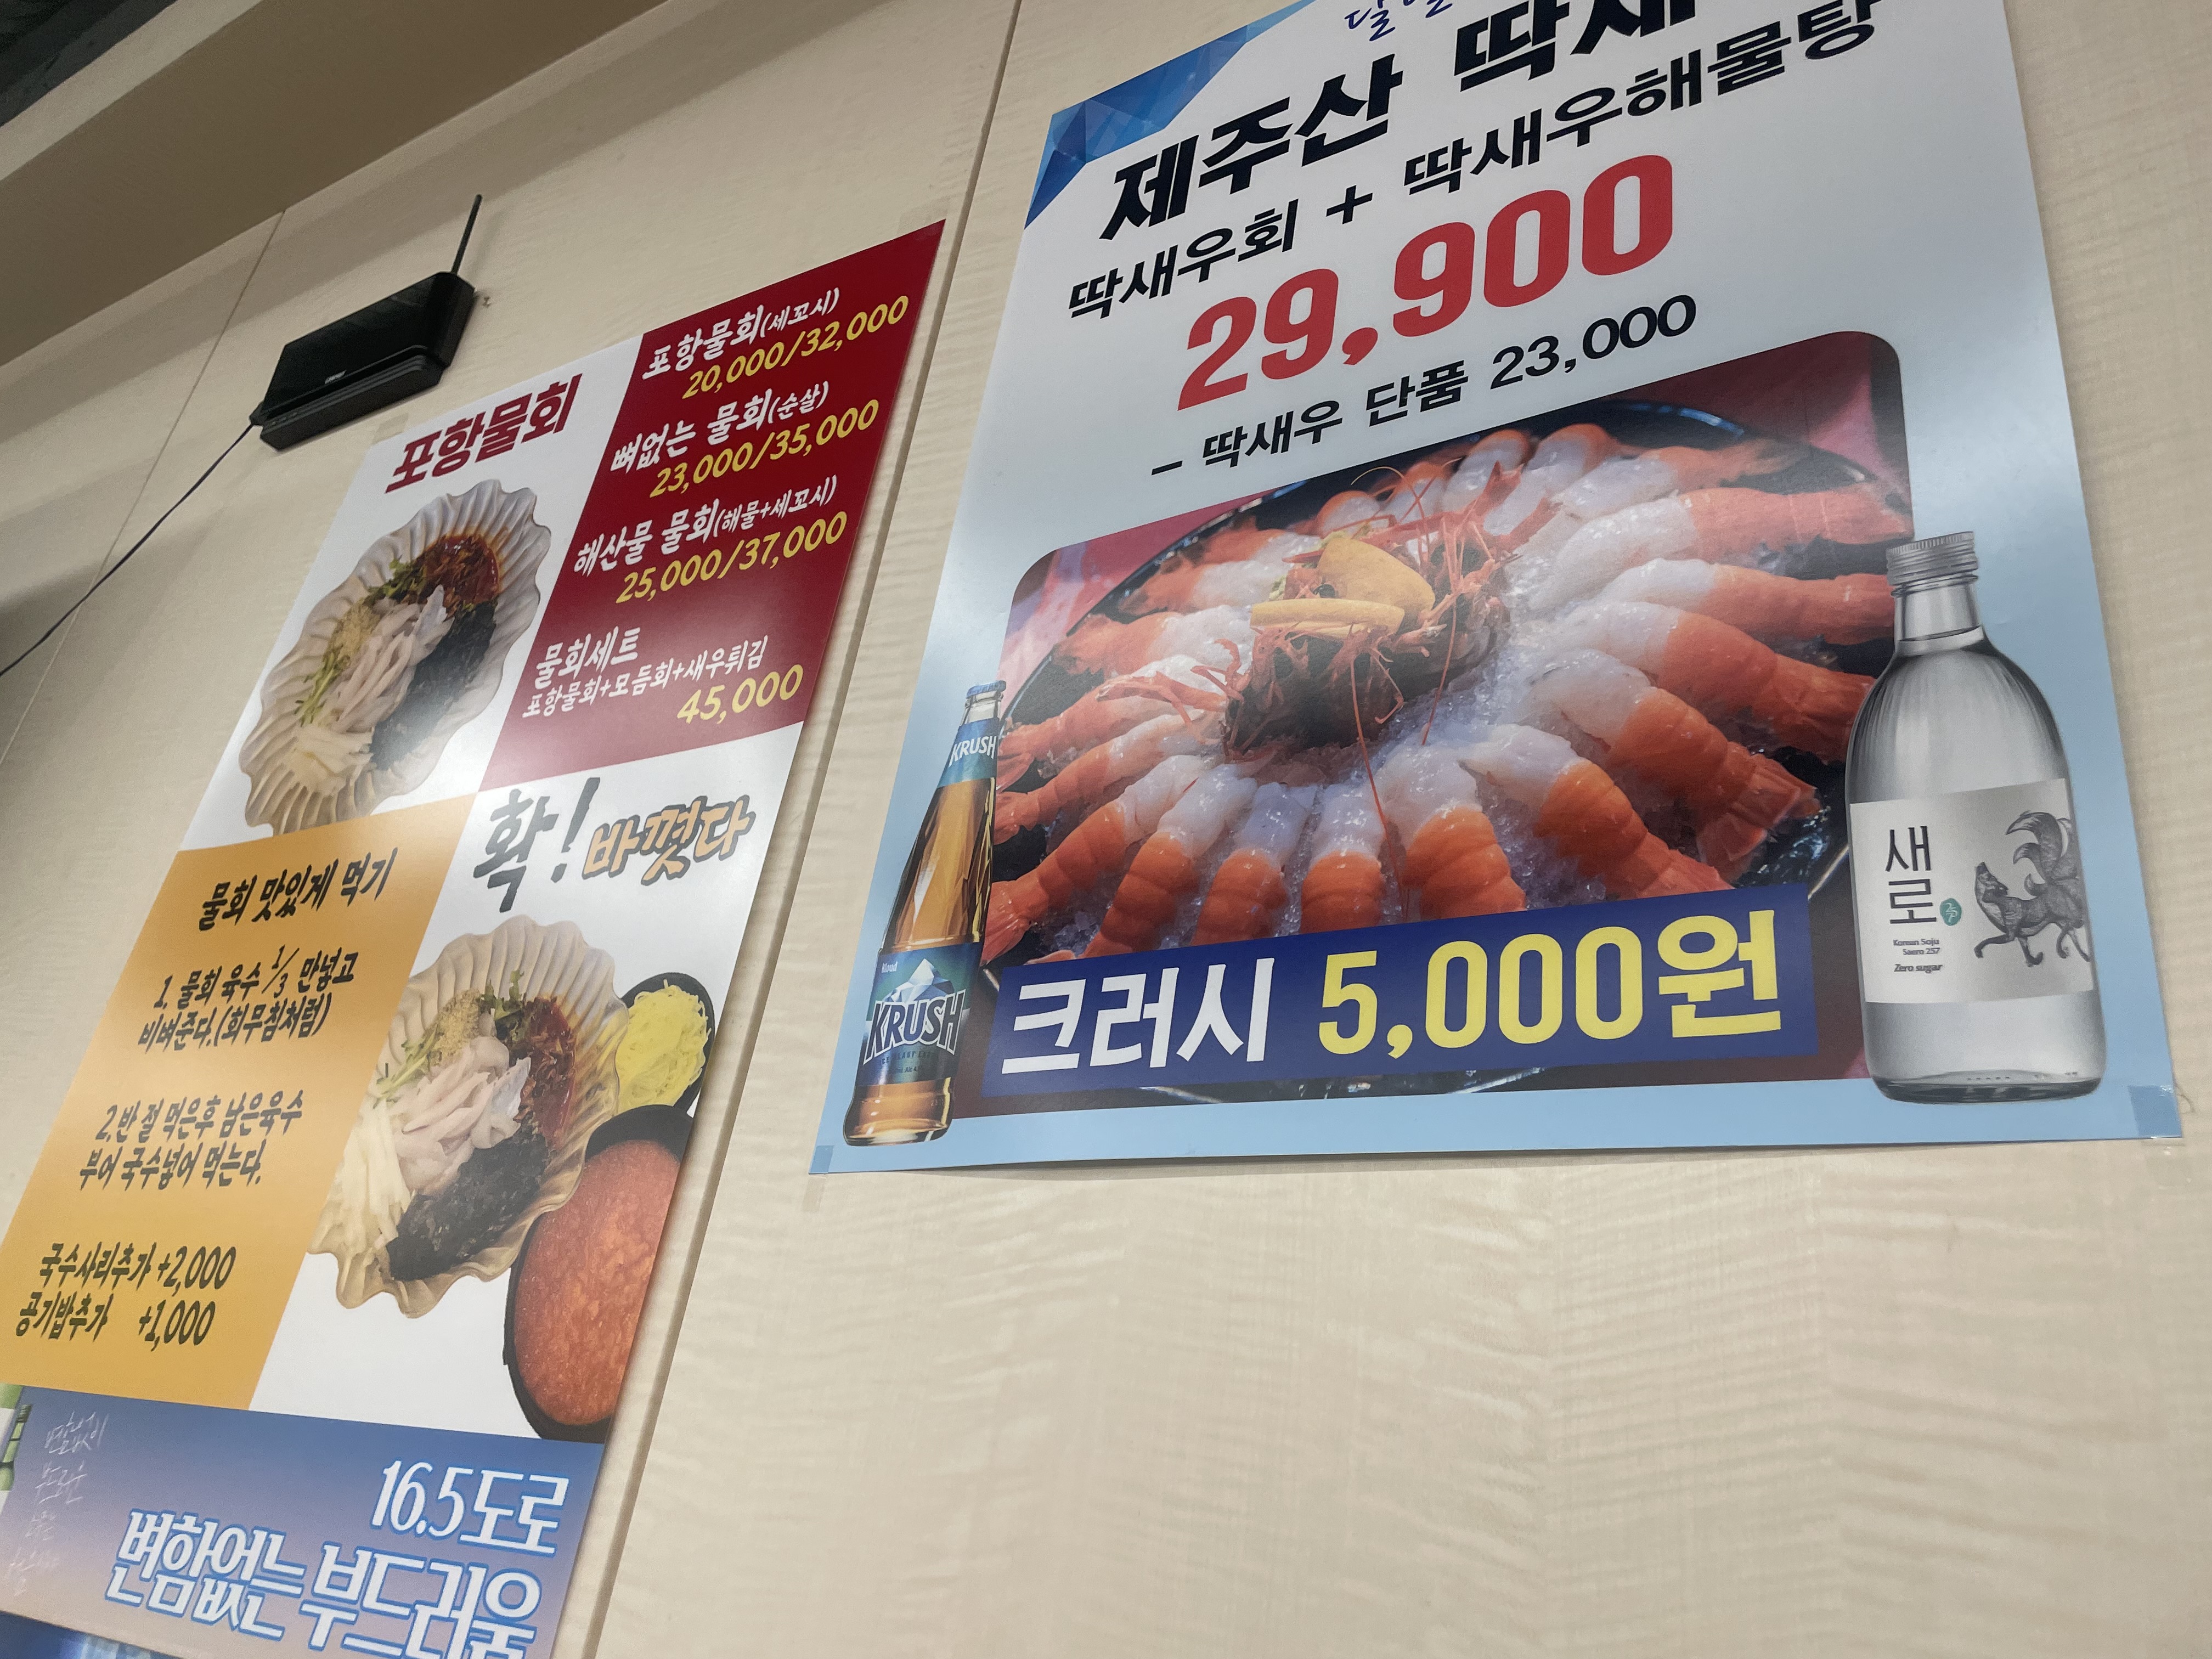 포항물회
포항물회(세꼬시)
20,000/32,000
뼈없는 물회(순살)
23,000/35,000
해산물 물회(해물+세꼬시)
25,000/37,000
물회세트
포항물회+모듬회+새우튀김
45,000
확! 바꼈다
물회 맛있게 먹기
1. 물회 육수 1/3 만넣고
비벼준다.(회무침처럼)
2.반 절 먹은후 남은육수
부어 국수넣어 먹는다.
국수사리추가 +2,000
공기밥추가 +1,000
16.5도로
변함없는 부드러움
제주산 딱새
딱새우회 + 딱새우해물탕
29,900
- 딱새우 단품 23,000
KRUSH
KRUSH
크러시 5,000원
새로
Korean Soju
Saero 257
Zero sugar